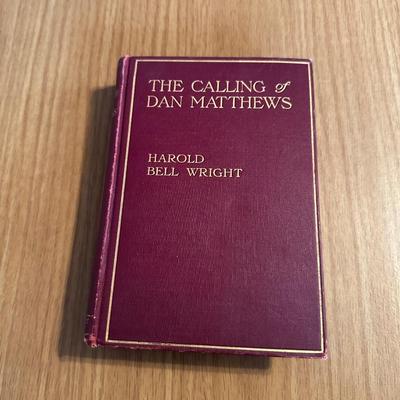 THE CALLING of
DAN MATTHEWS
HAROLD
BELL WRIGHT